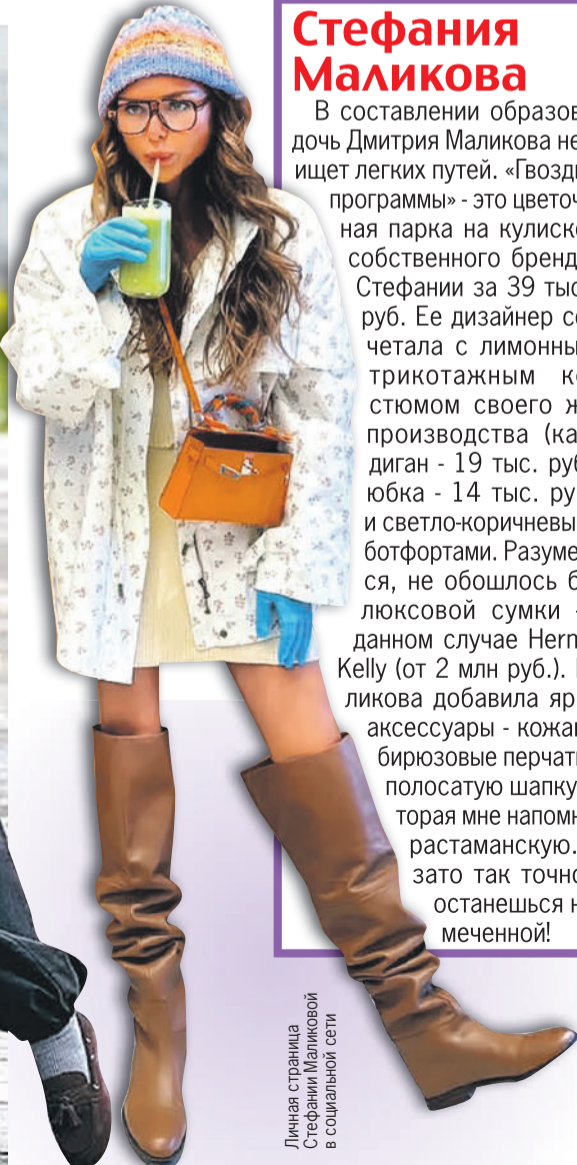 Стефания
Маликова
В составлении образов
дочь Дмитрия Маликова не
ищет легких путей. «Гвозд
программы» - это цветоч
ная парка на кулиске
собственного бренд
Стефании за 39 тыс
руб. Ее дизайнер со
четала с лимонны
трикотажным ко
стюмом своего ж
производства (ка
диган - 19 тыс. руб
юбка - 14 тыс. ру
и светло-коричневы
ботфортами. Разуме
ся, не обошлось б
люксовой сумки -
данном случае Herm
Kelly (от 2 млн руб.).
ликова добавила яр
аксессуары - кожан
бирюзовые перчатк
полосатую шапку
торая мне напомн
растаманскую.
зато так точно
останешься н
меченной!
Личная страница
Стефании Маликовой
в социальной сети